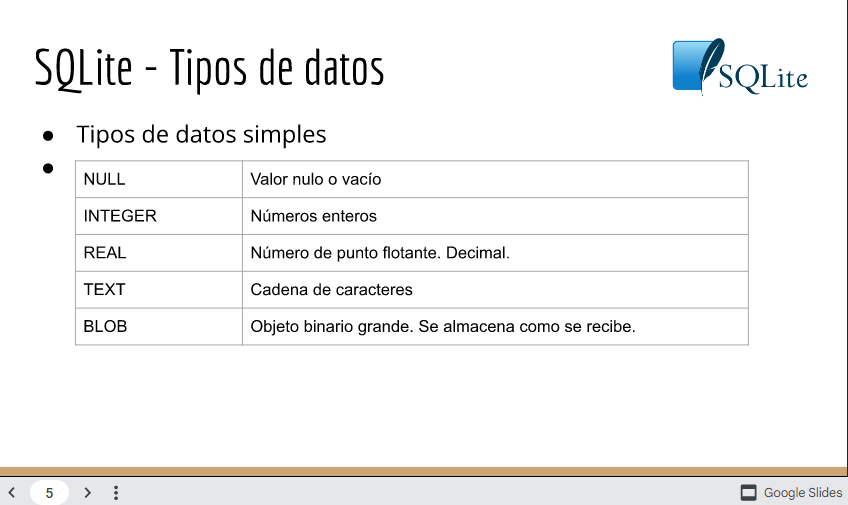 SQLite - Tipos de datos
SQLite
● Tipos de datos simples
●
NULL Valor nulo o vacío
INTEGER Números enteros
REAL Número de punto flotante. Decimal.
TEXT Cadena de caracteres
BLOB Objeto binario grande. Se almacena como se recibe.
5
Google Slides